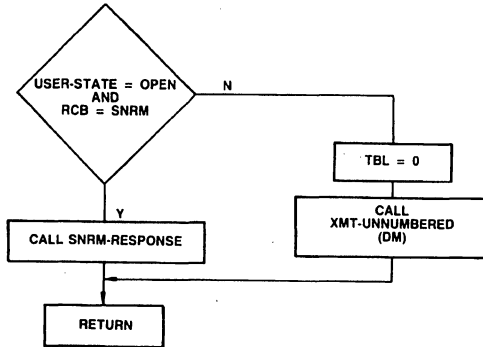 USER-STATE = OPEN
AND
RCB = SNRM
N
TBL = 0
Y
CALL
XMT-UNNUMBERED
(DM)
CALL SNRM-RESPONSE
RETURN